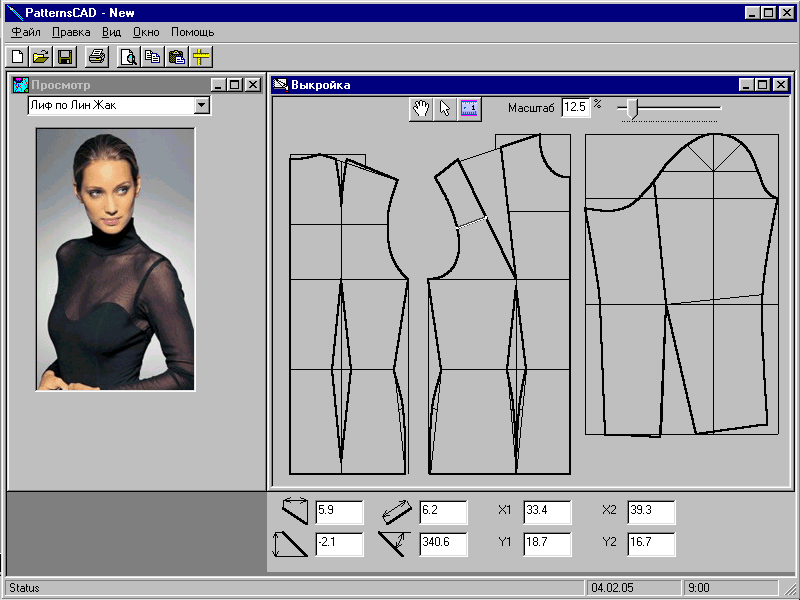 PatternsCAD - New
Файл Правка Вид Окно Помощь
Просмотр
Лиф по Лин Жак
Выкройка
1
Масштаб 12.5 %
5.9 6.2 X1 33.4 X2 39.3
-2.1 340.6 Y1 18.7 Y2 16.7
Status 04.02.05 9:00